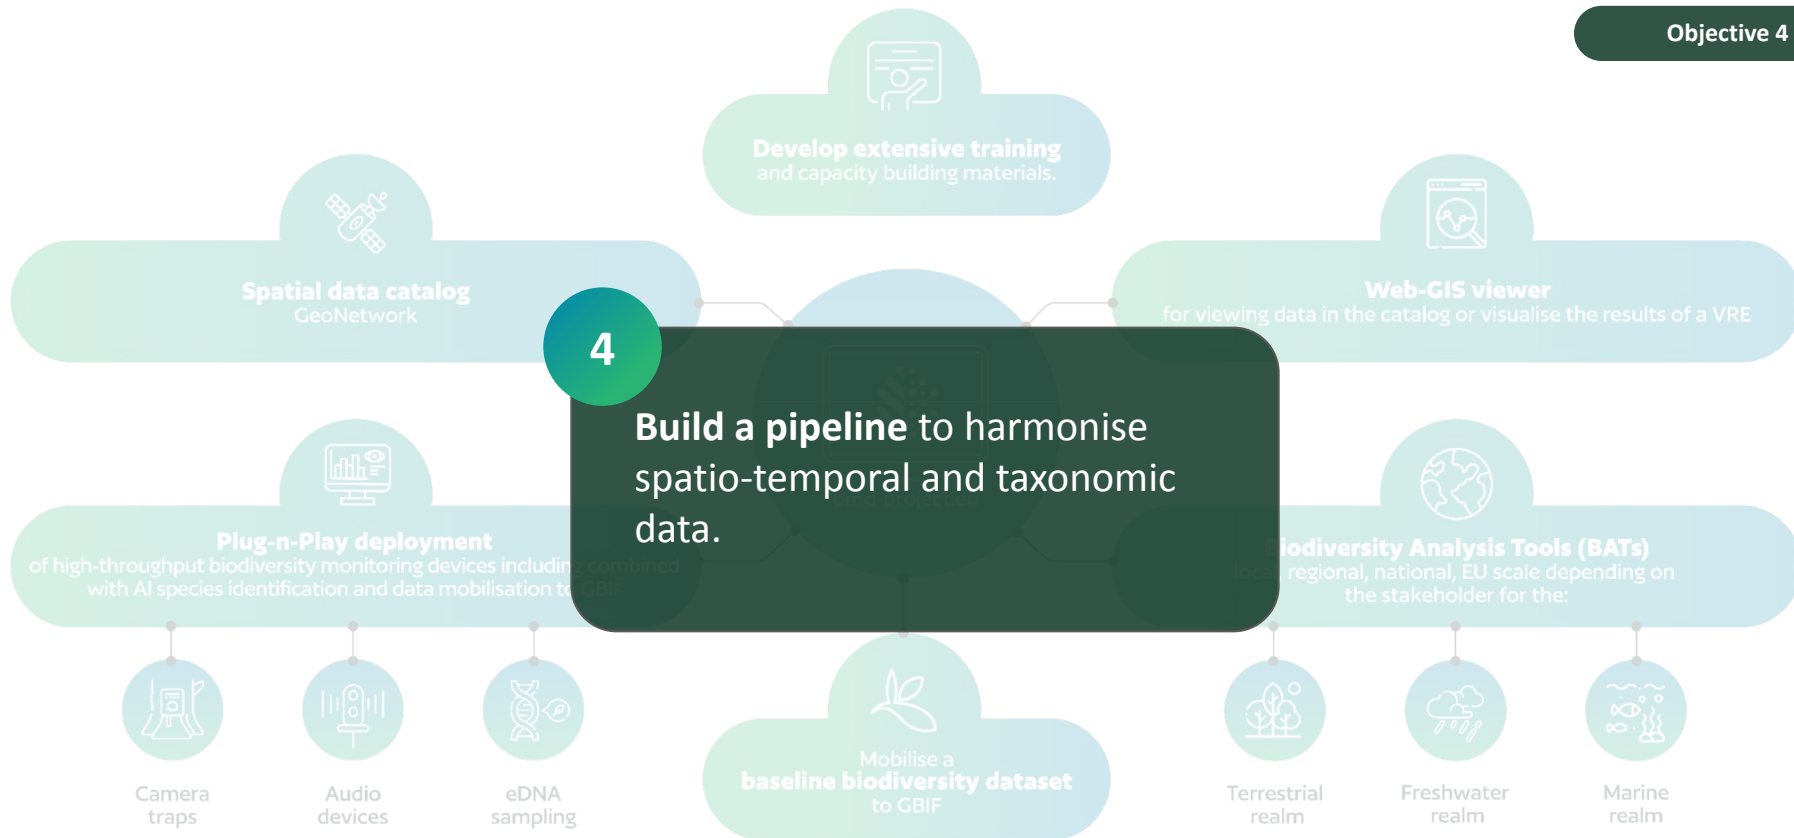 Objective 4
Develop extensive training
and capacity building materials.
Spatial data catalog
GeoNetwork
Web-GIS viewer
for viewing data in the catalog or visualise the results of a VRE
4
Build a pipeline to harmonise
spatio-temporal and taxonomic
data.
Plug-n-Play deployment
of high-throughput biodiversity monitoring devices including combined
with AI species identification and data mobilisation to GBIF
Biodiversity Analysis Tools (BATs)
local, regional, national, EU scale depending on
the stakeholder for the:
Camera
traps
Audio
devices
eDNA
sampling
Mobilise a
baseline biodiversity dataset
to GBIF
Terrestrial
realm
Freshwater
realm
Marine
realm